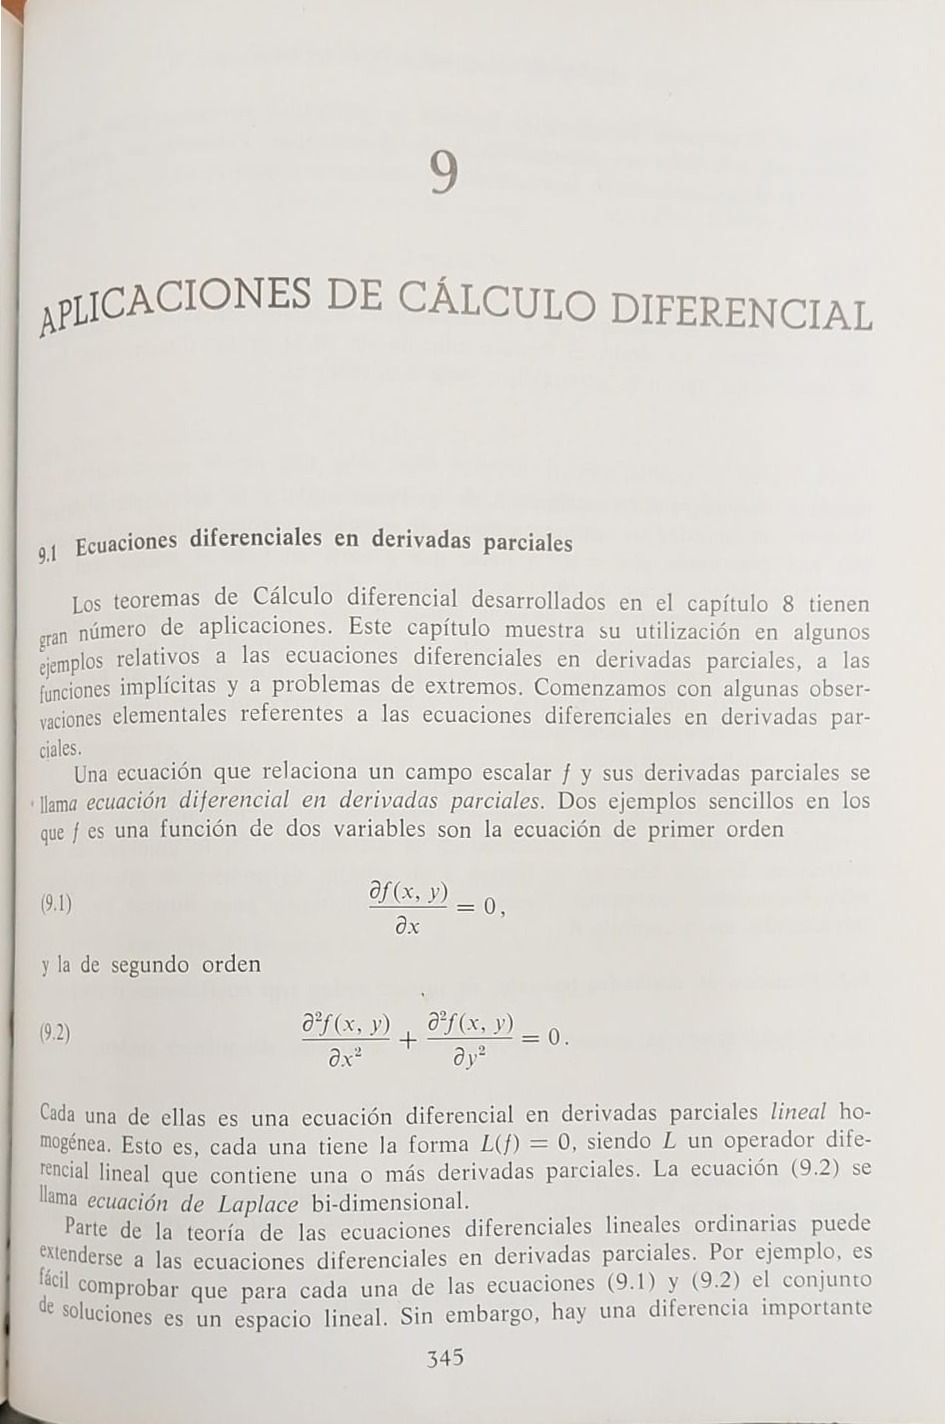 9
APLICACIONES DE CÁLCULO DIFERENCIAL
9.1 Ecuaciones diferenciales en derivadas parciales
Los teoremas de Cálculo diferencial desarrollados en el capítulo 8 tienen
gran número de aplicaciones. Este capítulo muestra su utilización en algunos
ejemplos relativos a las ecuaciones diferenciales en derivadas parciales, a las
funciones implícitas y a problemas de extremos. Comenzamos con algunas obser-
vaciones elementales referentes a las ecuaciones diferenciales en derivadas par-
ciales.
Una ecuación que relaciona un campo escalar f y sus derivadas parciales se
llama ecuación diferencial en derivadas parciales. Dos ejemplos sencillos en los
que f es una función de dos variables son la ecuación de primer orden
(9.1) ∂f(x, y)/∂x = 0,
y la de segundo orden
(9.2) ∂²f(x, y)/∂x² + ∂²f(x, y)/∂y² = 0.
Cada una de ellas es una ecuación diferencial en derivadas parciales lineal ho-
mogénea. Esto es, cada una tiene la forma L(f) = 0, siendo L un operador dife-
rencial lineal que contiene una o más derivadas parciales. La ecuación (9.2) se
llama ecuación de Laplace bi-dimensional.
Parte de la teoría de las ecuaciones diferenciales lineales ordinarias puede
extenderse a las ecuaciones diferenciales en derivadas parciales. Por ejemplo, es
fácil comprobar que para cada una de las ecuaciones (9.1) y (9.2) el conjunto
de soluciones es un espacio lineal. Sin embargo, hay una diferencia importante
345